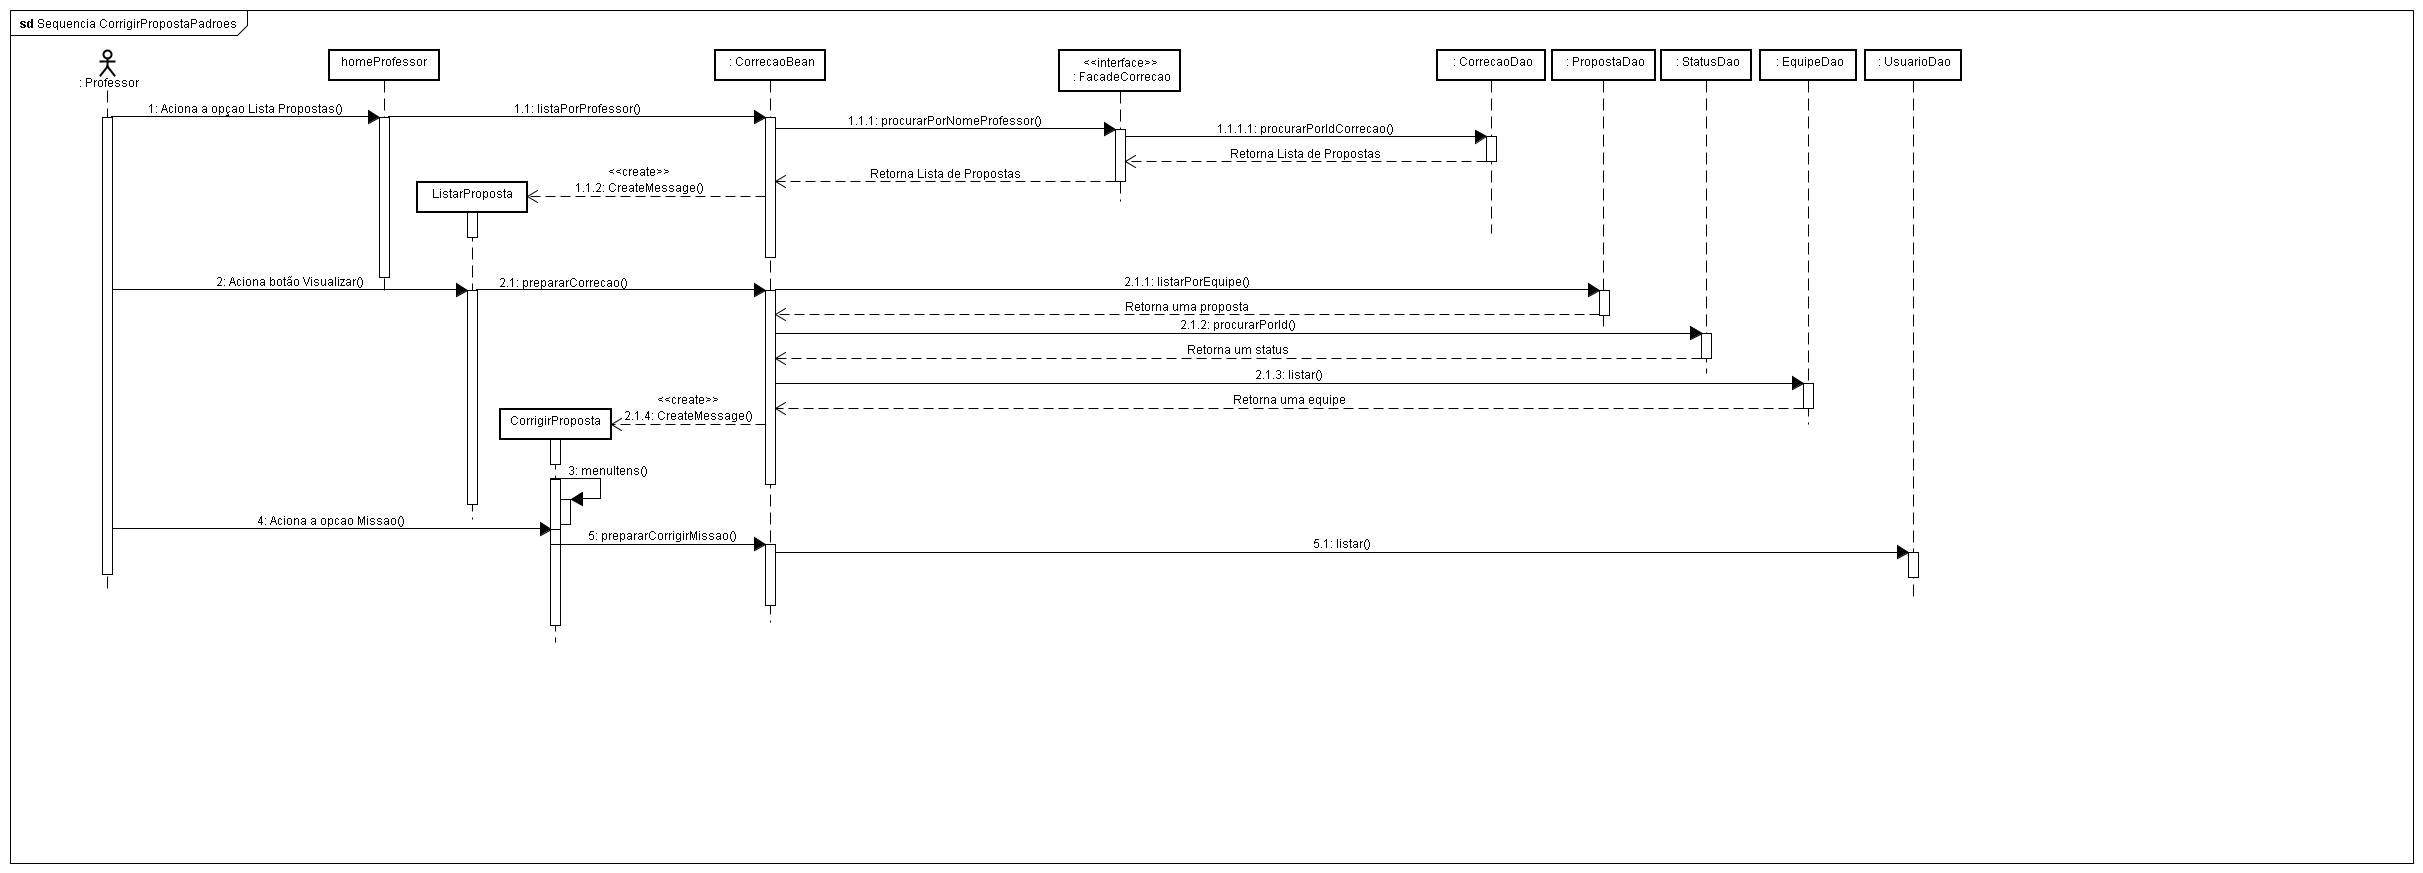 sd Sequencia CorrigirPropostaPadroes
: Professor
homeProfessor
: CorrecaoBean
<<interface>>
: FacadeCorrecao
: CorrecaoDao
: PropostaDao
: StatusDao
: EquipeDao
: UsuarioDao
1: Aciona a opçao Lista Propostas()
1.1: listaPorProfessor()
1.1.1: procurarPorNomeProfessor()
1.1.1.1: procurarPorIdCorrecao()
Retorna Lista de Propostas
Retorna Lista de Propostas
<<create>>
1.1.2: CreateMessage()
ListarProposta
2: Aciona botão Visualizar()
2.1: prepararCorrecao()
2.1.1: listarPorEquipe()
Retorna uma proposta
2.1.2: procurarPorId()
Retorna um status
2.1.3: listar()
Retorna uma equipe
<<create>>
2.1.4: CreateMessage()
CorrigirProposta
3: menuItens()
4: Aciona a opcao Missao()
5: prepararCorrigirMissao()
5.1: listar()